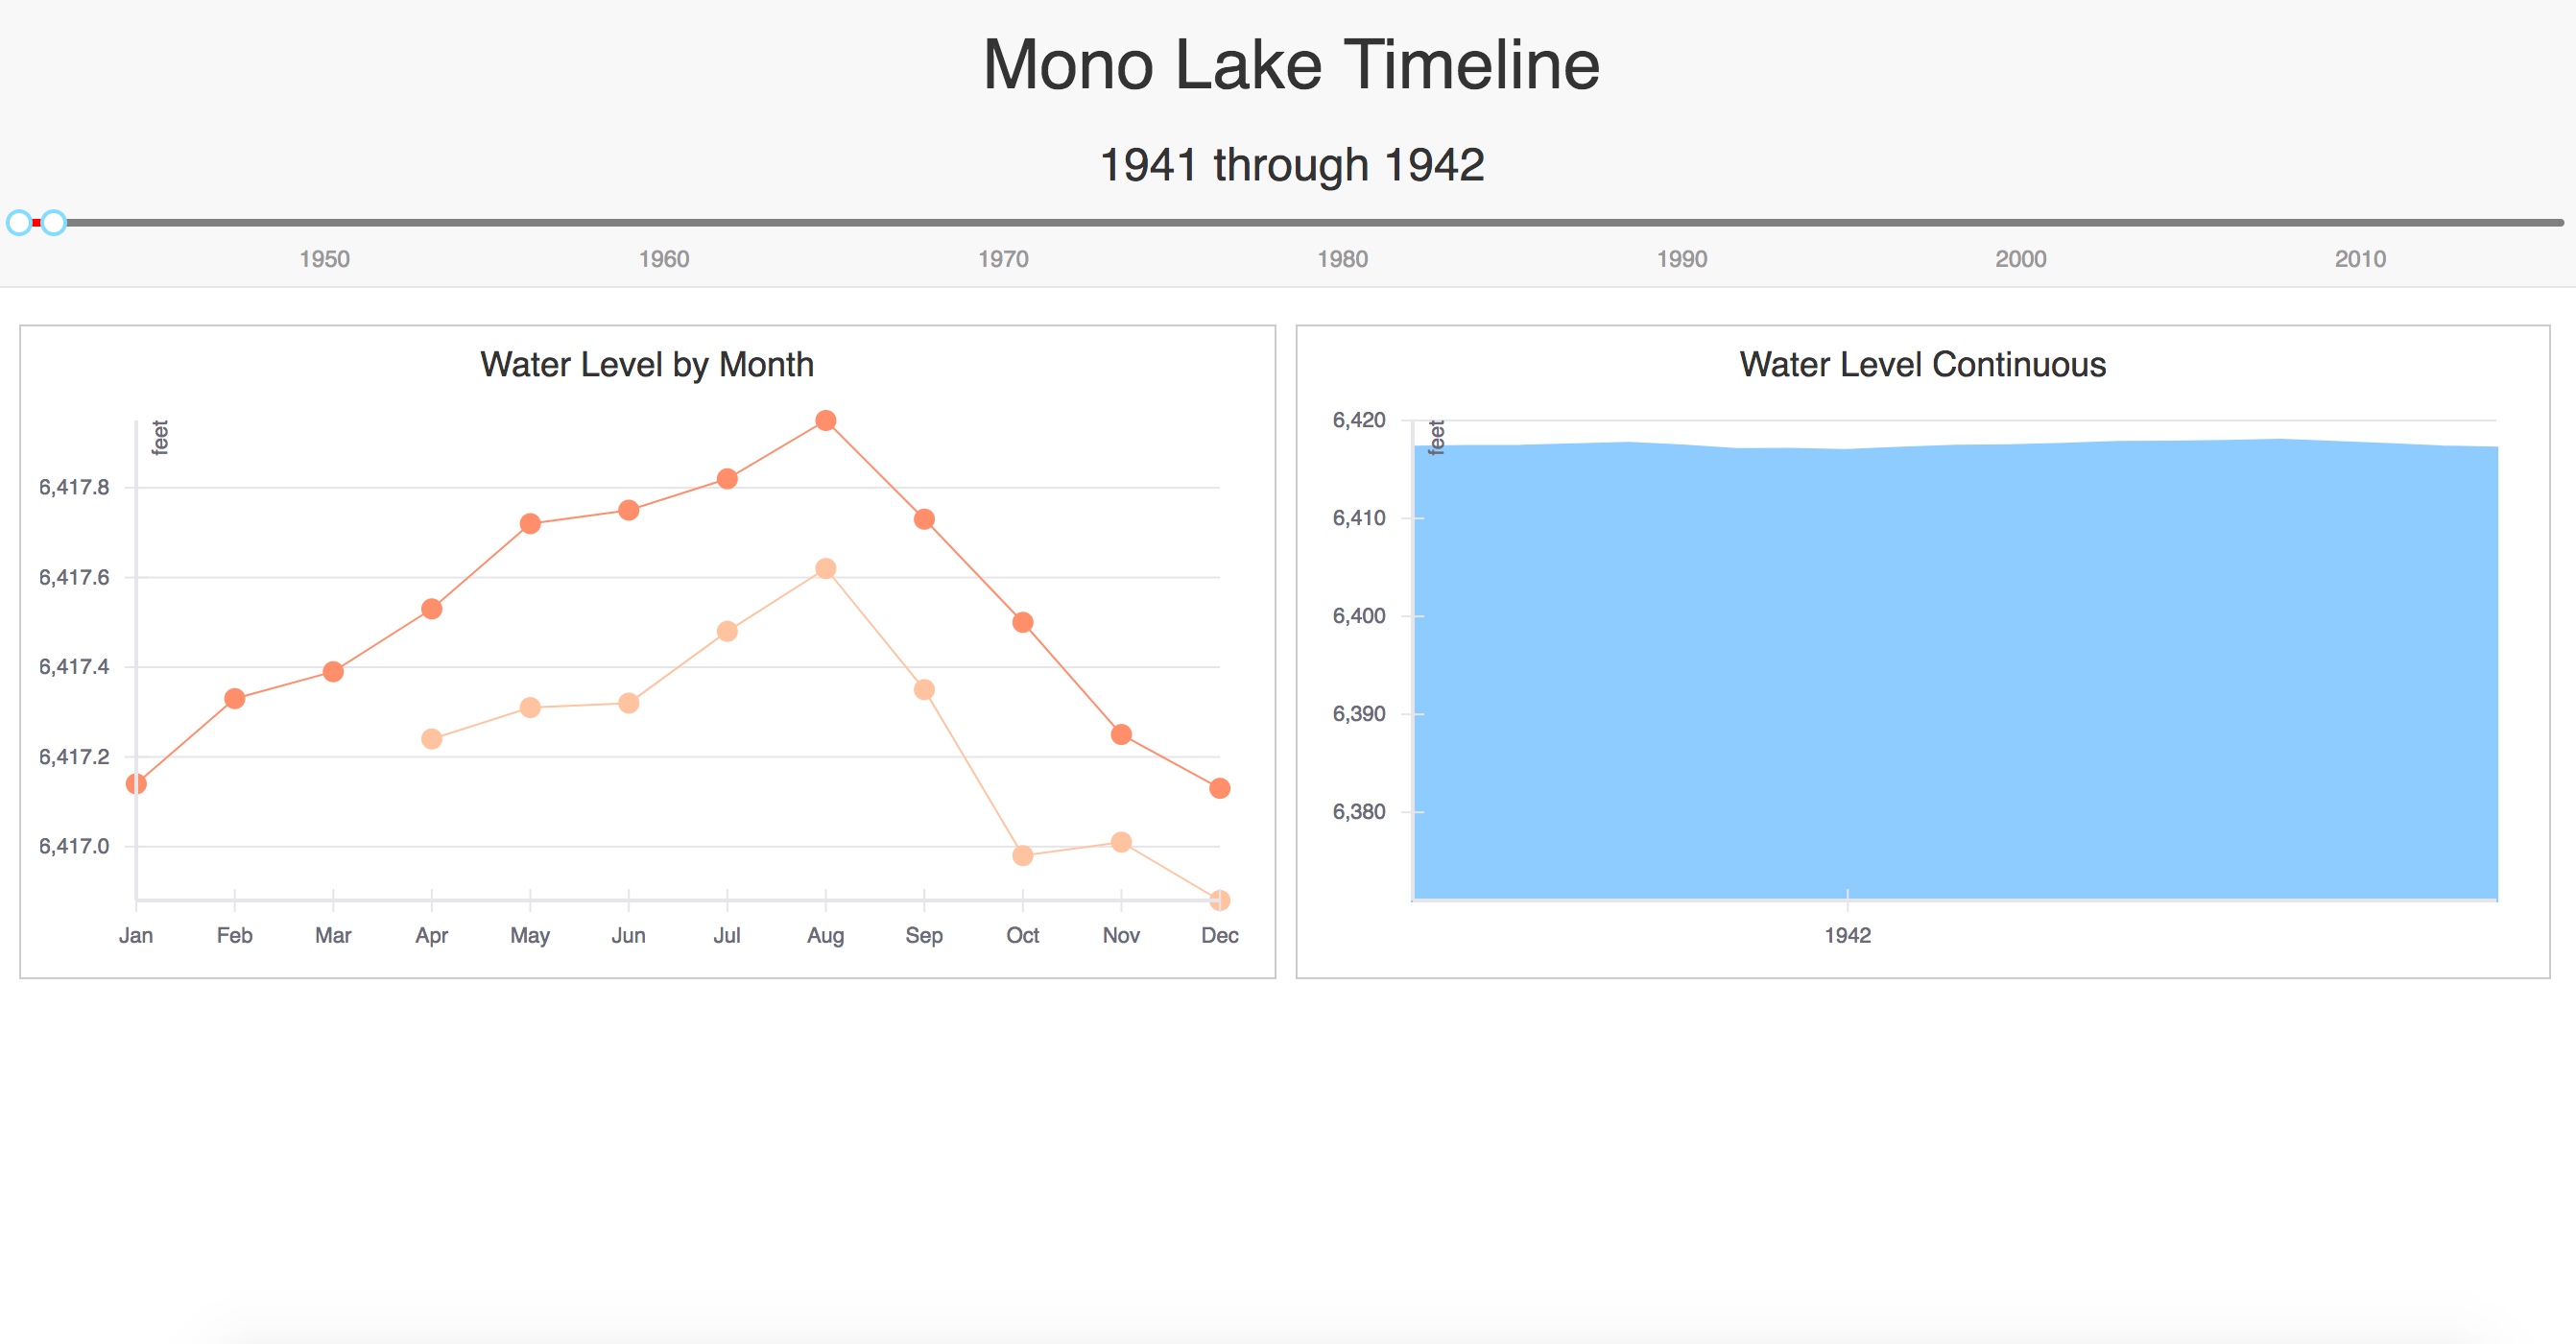 Mono Lake Timeline
1941 through 1942
1950 1960 1970 1980 1990 2000 2010
Water Level by Month
feet
6,417.8
6,417.6
6,417.4
6,417.2
6,417.0
Jan Feb Mar Apr May Jun Jul Aug Sep Oct Nov Dec
Water Level Continuous
6,420
feet
6,410
6,400
6,390
6,380
1942